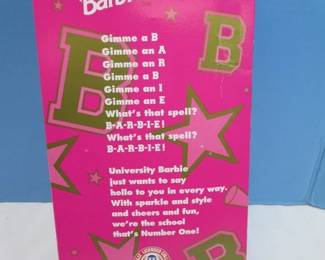 Barbie
Gimme a B
Gimme an A
Gimme an R
Gimme a B
Gimme an I
Gimme an E
What's that spell?
B-A-R-B-I-E!
What's that spell?
B-A-R-B-I-E!
University Barbie
just wants to say
hello to you in every way.
With sparkle and style
and cheers and fun,
we're the school
that's Number One!
B
B
B